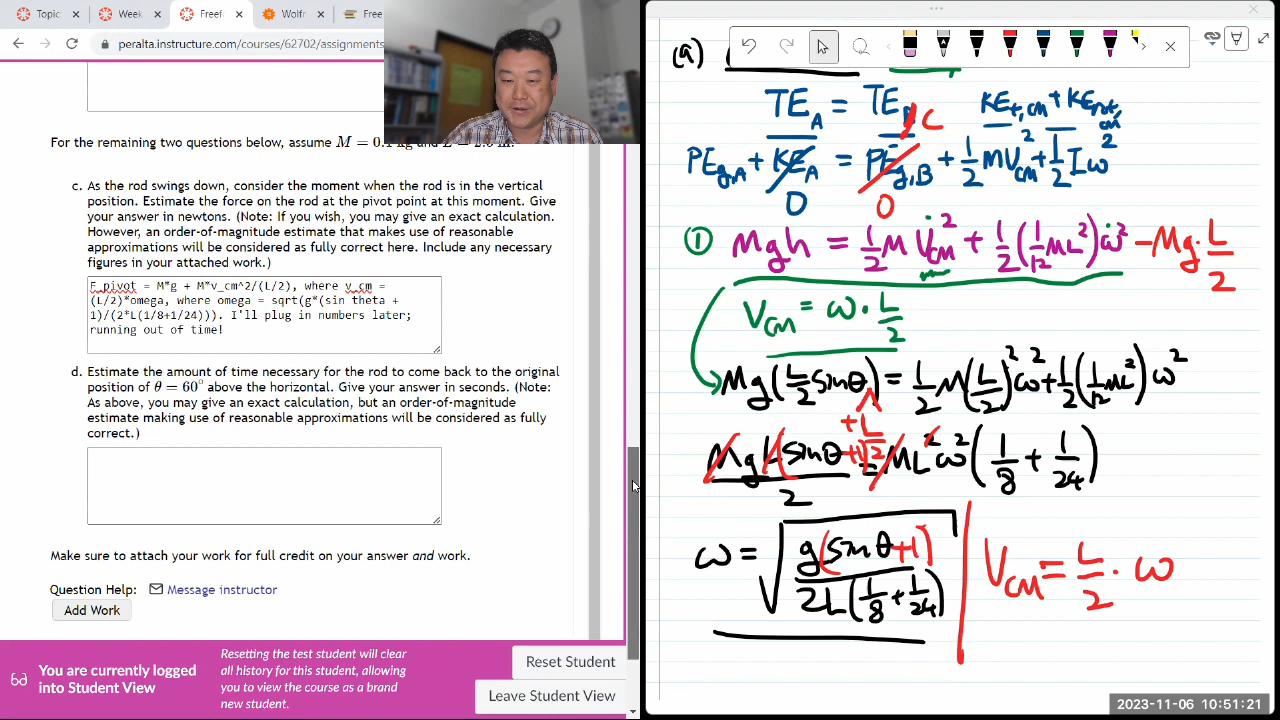 Topic
Week
Freef
Wolfr
Free
peralta.instructure.com/courses/62702/assignments
For the remaining two questions below, assume M = 0.
c. As the rod swings down, consider the moment when the rod is in the vertical
position. Estimate the force on the rod at the pivot point at this moment. Give
your answer in newtons. (Note: If you wish, you may give an exact calculation.
However, an order-of-magnitude estimate that makes use of reasonable
approximations will be considered as fully correct here. Include any necessary
figures in your attached work.)
F_pivot = M*g + M*v_cm^2/(L/2), where v_cm =
(L/2)*omega, where omega = sqrt(g*(sin theta +
1)/(2*L(1/8+1/24))). I'll plug in numbers later;
running out of time!
d. Estimate the amount of time necessary for the rod to come back to the original
position of θ = 60° above the horizontal. Give your answer in seconds. (Note:
As above, you may give an exact calculation, but an order-of-magnitude
estimate making use of reasonable approximations will be considered as fully
correct.)
Make sure to attach your work for full credit on your answer and work.
Question Help: Message instructor
Add Work
You are currently logged
into Student View
Resetting the test student will clear
all history for this student, allowing
you to view the course as a brand
new student.
Reset Student
Leave Student View
(a)
TE_A = TE_C KE_t,cm + KE_rot,cm
PE_g,A + KE_A = PE_g,B + 1/2 MV_cm^2 + 1/2 Iω^2
0 0
① Mgh = 1/2 M V_CM^2 + 1/2 (1/12 ML^2) ω^2 - Mg · L/2
V_CM = ω · L/2
Mg(L/2 sinθ + L/2) = 1/2 M(L/2)^2 ω^2 + 1/2 (1/12 ML^2) ω^2
MgL(sinθ + 1)/2 = ML^2 ω^2 (1/8 + 1/24)
ω = √(g(sinθ + 1) / 2L(1/8 + 1/24)) V_CM = L/2 · ω
2023-11-06 10:51:21